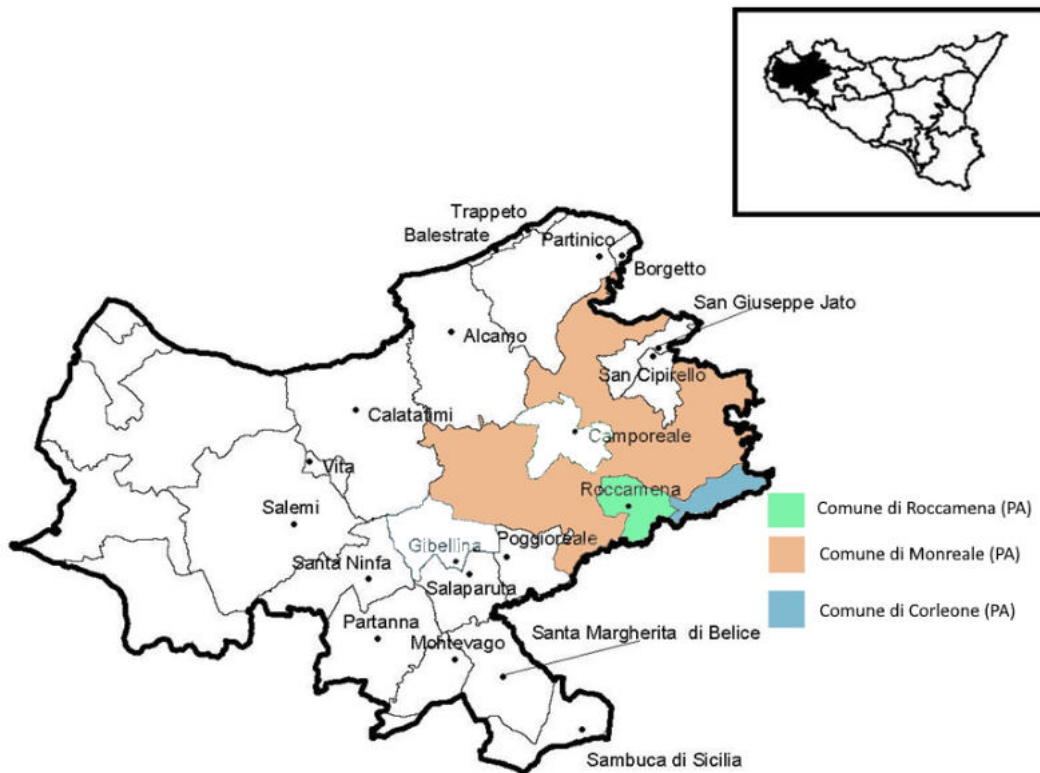 Trappeto
Balestrate
Partinico
Borgetto
San Giuseppe Jato
Alcamo
San Cipirello
Calatafimi
Camporeale
Vita
Roccamena
Salemi
Comune di Roccamena (PA)
Gibellina
Poggioreale
Comune di Monreale (PA)
Santa Ninfa
Salaparuta
Comune di Corleone (PA)
Partanna
Santa Margherita di Belice
Montevago
Sambuca di Sicilia